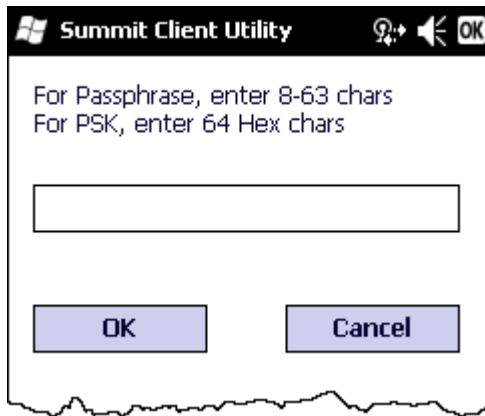 Summit Client Utility
OK
For Passphrase, enter 8-63 chars
For PSK, enter 64 Hex chars
OK
Cancel